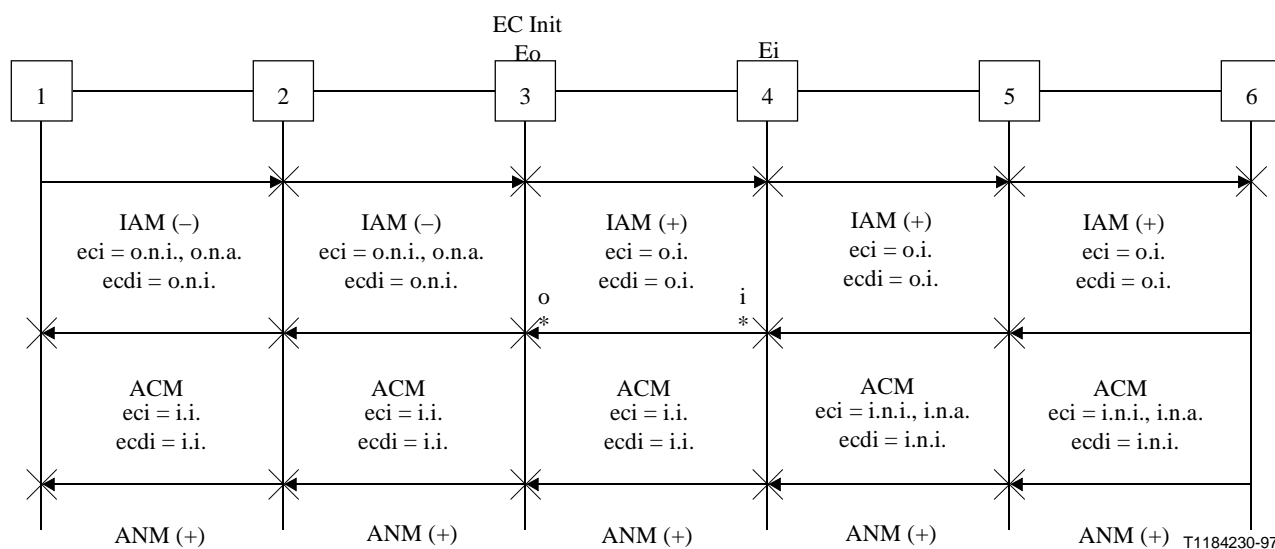 EC Init
Eo
Ei
1 2 3 4 5 6
IAM (–) IAM (–) IAM (+) IAM (+) IAM (+)
eci = o.n.i., o.n.a. eci = o.n.i., o.n.a. eci = o.i. eci = o.i. eci = o.i.
ecdi = o.n.i. ecdi = o.n.i. ecdi = o.i. ecdi = o.i. ecdi = o.i.
o i
* *
ACM ACM ACM ACM ACM
eci = i.i. eci = i.i. eci = i.i. eci = i.n.i., i.n.a. eci = i.n.i., i.n.a.
ecdi = i.i. ecdi = i.i. ecdi = i.i. ecdi = i.n.i. ecdi = i.n.i.
ANM (+) ANM (+) ANM (+) ANM (+) ANM (+)
T1184230-97